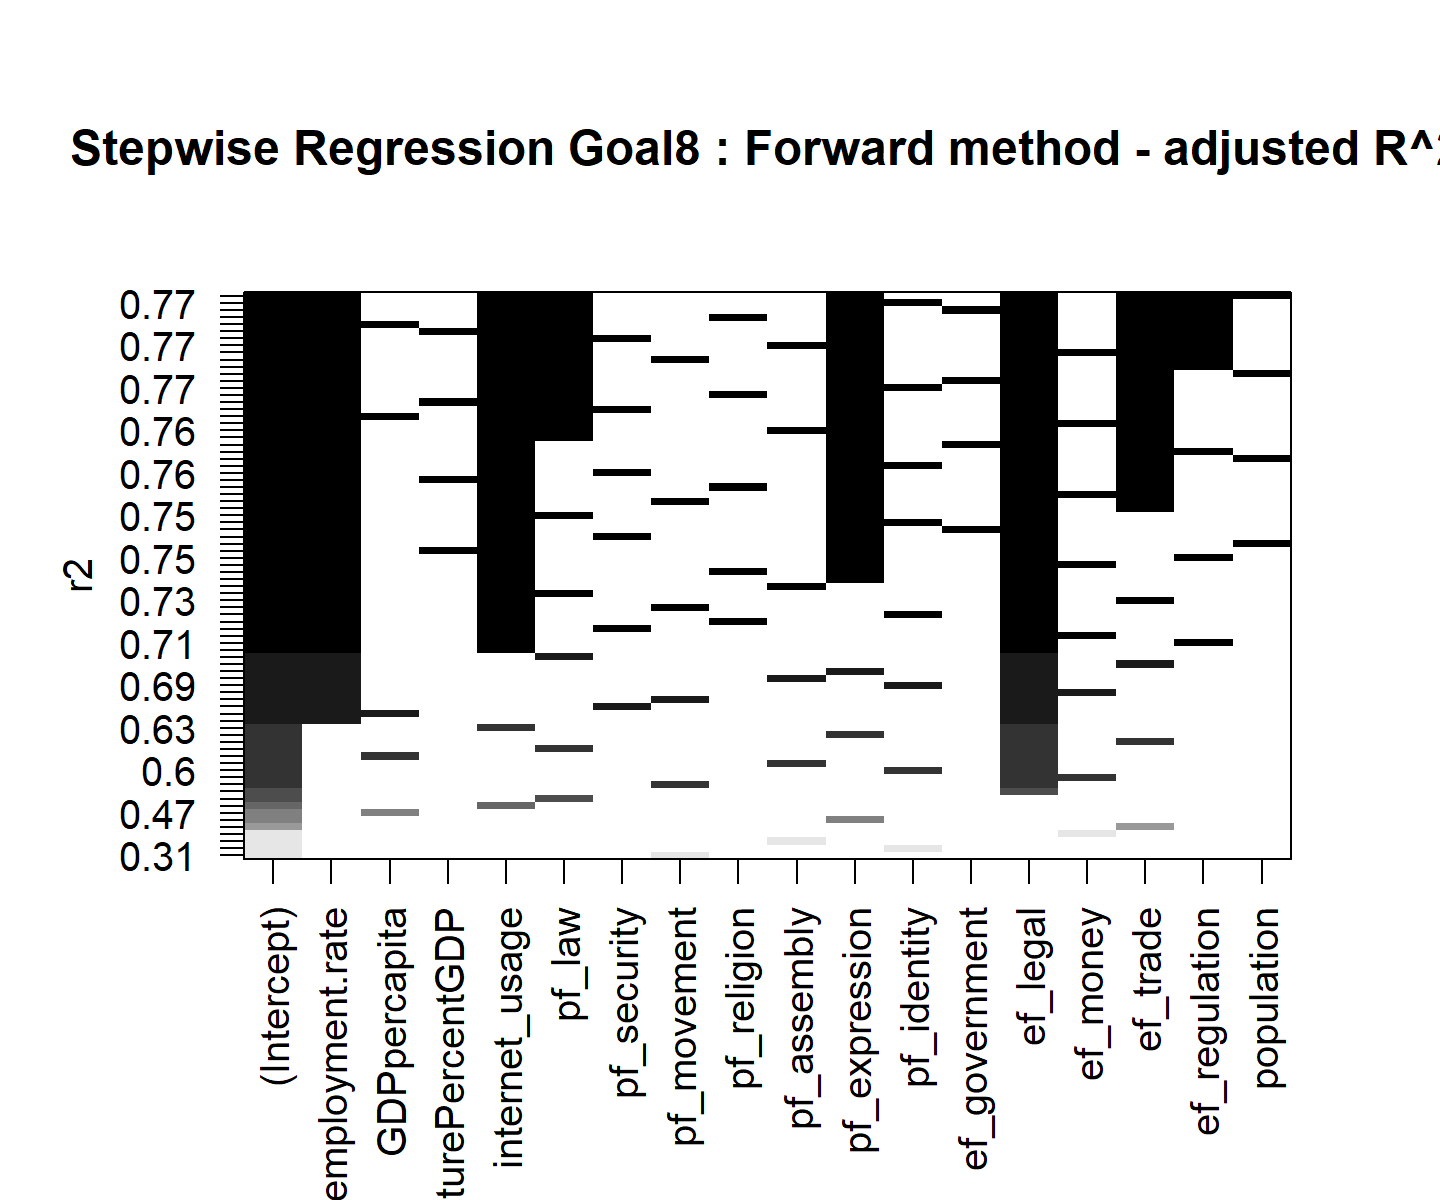 Stepwise Regression Goal8 : Forward method - adjusted R^
r2
0.77
0.77
0.77
0.76
0.76
0.75
0.75
0.73
0.71
0.69
0.63
0.6
0.47
0.31
(Intercept)
employment.rate
GDPpercapita
turePercentGDP
internet_usage
pf_law
pf_security
pf_movement
pf_religion
pf_assembly
pf_expression
pf_identity
ef_government
ef_legal
ef_money
ef_trade
ef_regulation
population